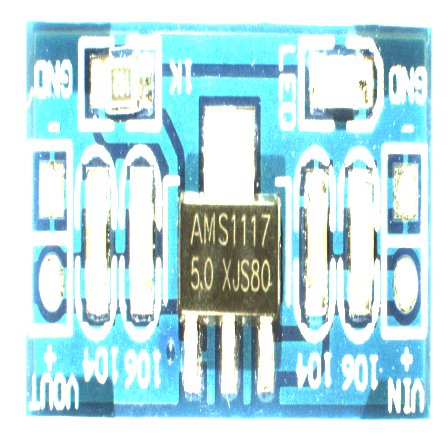 GND
1K
LED
GND
-
-
AMS1117
5.0 XJS80
+
104
106
104
106
+
VOUT
VIN